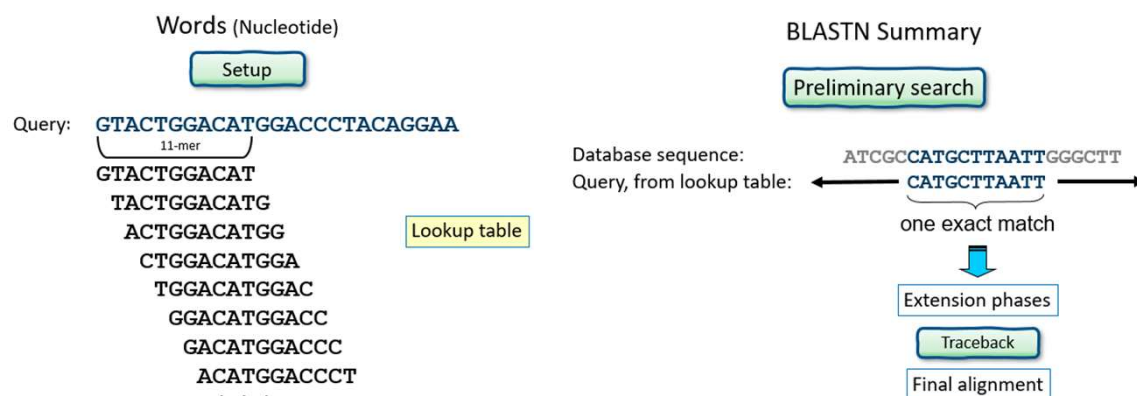 Words (Nucleotide)
Setup
Query: GTACTGGACATGGACCCTACAGGAA
11-mer
GTACTGGACAT
TACTGGACATG
ACTGGACATGG
CTGGACATGGA
TGGACATGGAC
GGACATGGACC
GACATGGACCC
ACATGGACCCT
Lookup table
BLASTN Summary
Preliminary search
Database sequence: ATCGCCATGCTTAATTGGGCTT
Query, from lookup table: CATGCTTAATT
one exact match
Extension phases
Traceback
Final alignment